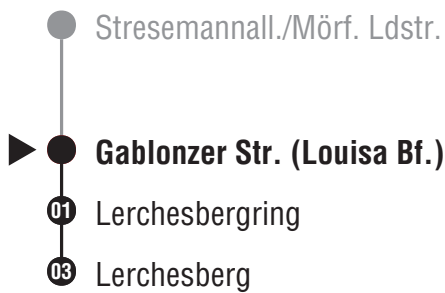 Stresemannall./Mörf. Ldstr.
Gablonzer Str. (Louisa Bf.)
01 Lerchesbergring
03 Lerchesberg